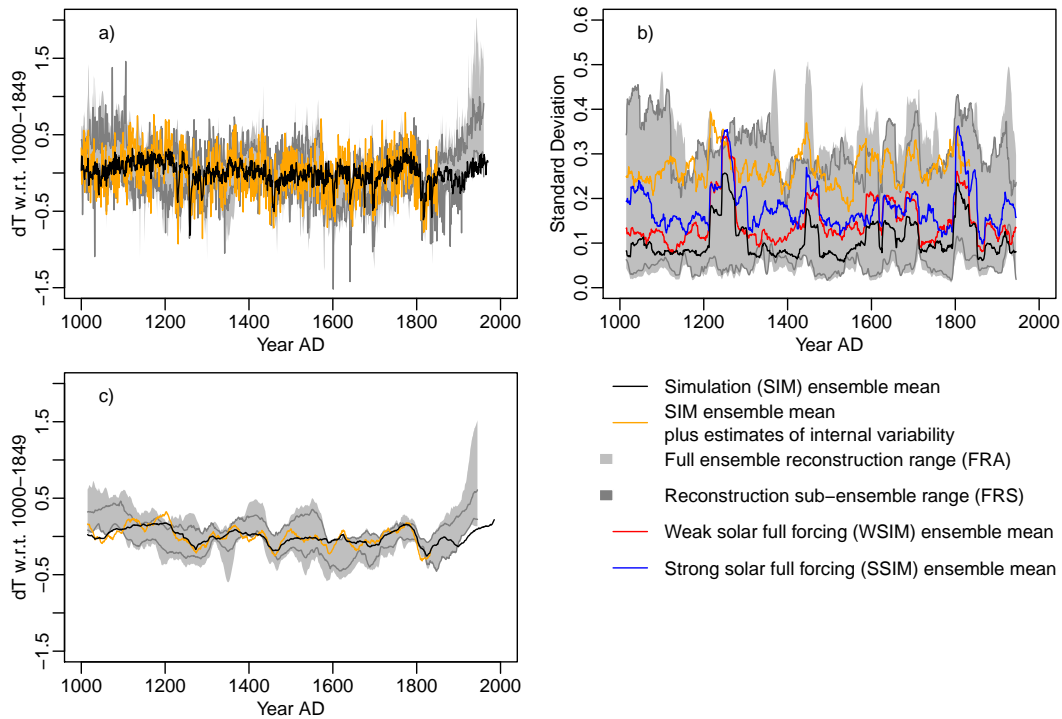 a)
dT w.r.t. 1000−1849
1.5
0.5
−0.5
−1.5
1000 1200 1400 1600 1800 2000
Year AD
b)
Standard Deviation
0.6
0.5
0.4
0.3
0.2
0.1
0.0
1000 1200 1400 1600 1800 2000
Year AD
c)
dT w.r.t. 1000−1849
1.5
0.5
−0.5
−1.5
1000 1200 1400 1600 1800 2000
Year AD
Simulation (SIM) ensemble mean
SIM ensemble mean
plus estimates of internal variability
Full ensemble reconstruction range (FRA)
Reconstruction sub−ensemble range (FRS)
Weak solar full forcing (WSIM) ensemble mean
Strong solar full forcing (SSIM) ensemble mean